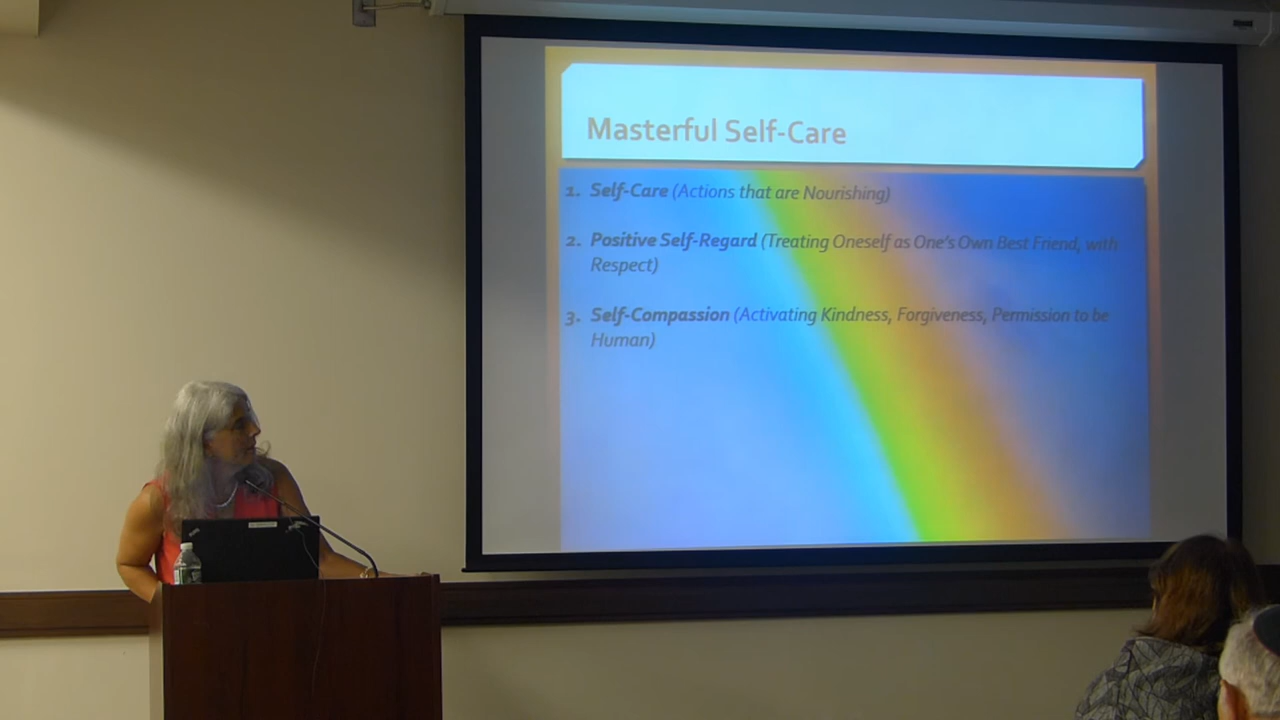 Masterful Self-Care
1. Self-Care (Actions that are Nourishing)
2. Positive Self-Regard (Treating Oneself as One's Own Best Friend, with
Respect)
3. Self-Compassion (Activating Kindness, Forgiveness, Permission to be
Human)